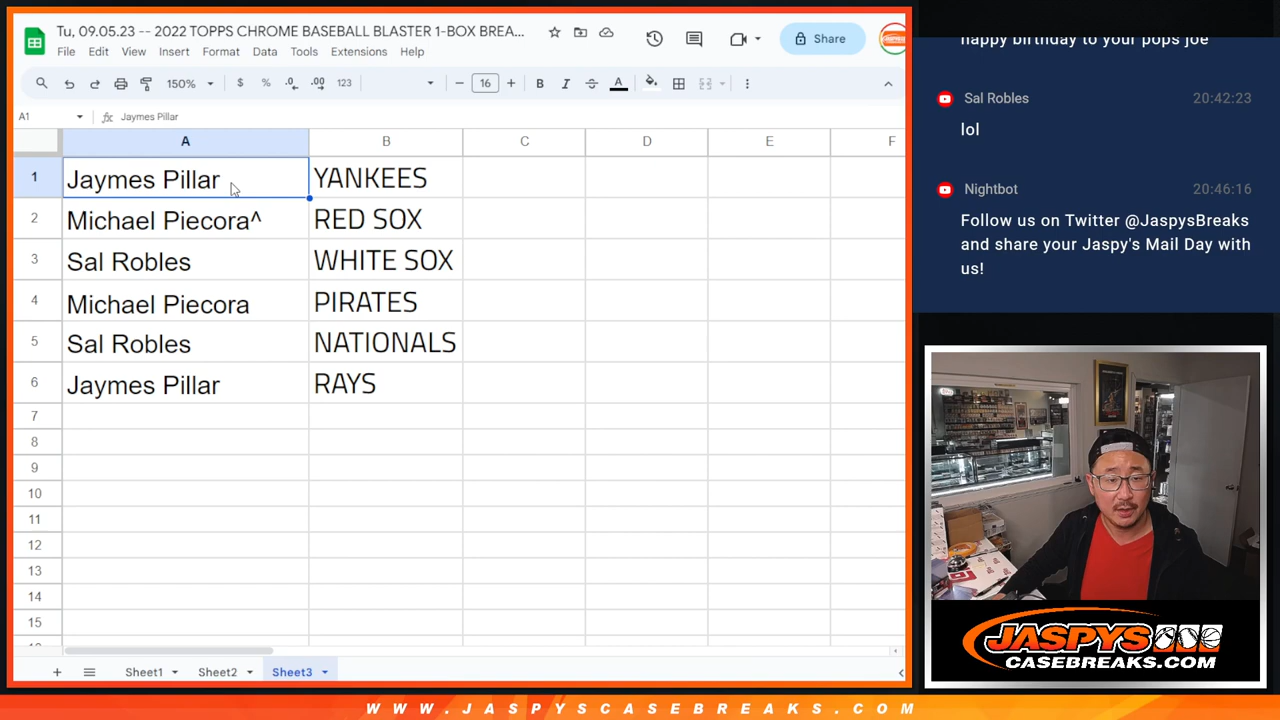 Tu, 09.05.23 -- 2022 TOPPS CHROME BASEBALL BLASTER 1-BOX BREA...
File Edit View Insert Format Data Tools Extensions Help
Share
150% $ % .0 .00 123 16 B I A
A1 fx Jaymes Pillar
A B C D E F
1 Jaymes Pillar YANKEES
2 Michael Piecora^ RED SOX
3 Sal Robles WHITE SOX
4 Michael Piecora PIRATES
5 Sal Robles NATIONALS
6 Jaymes Pillar RAYS
7
8
9
10
11
12
13
14
15
Sheet1 Sheet2 Sheet3
happy birthday to your pops joe
Sal Robles 20:42:23
lol
Nightbot 20:46:16
Follow us on Twitter @JaspysBreaks
and share your Jaspy's Mail Day with
us!
JASPYS
CASEBREAKS.COM
WWW.JASPYSCASEBREAKS.COM